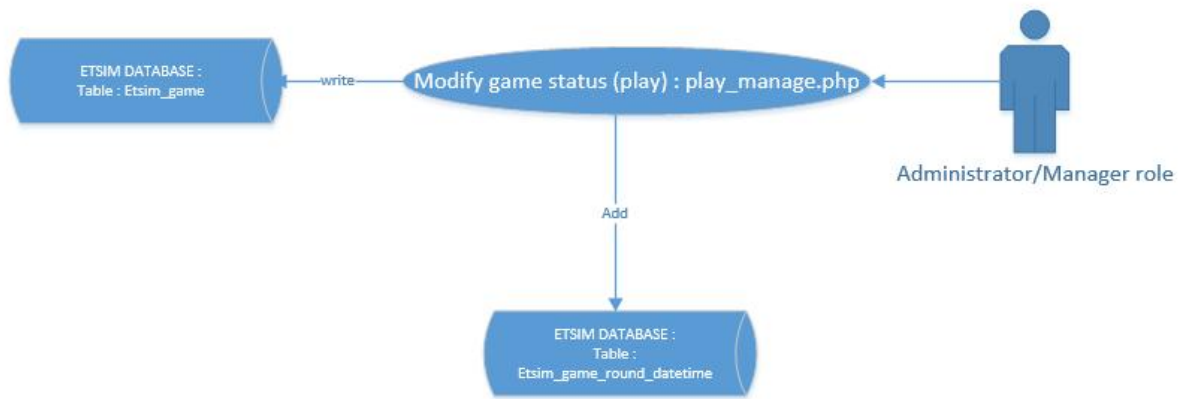 ETSIM DATABASE :
Table : Etsim_game
write
Modify game status (play) : play_manage.php
Administrator/Manager role
Add
ETSIM DATABASE :
Table :
Etsim_game_round_datetime